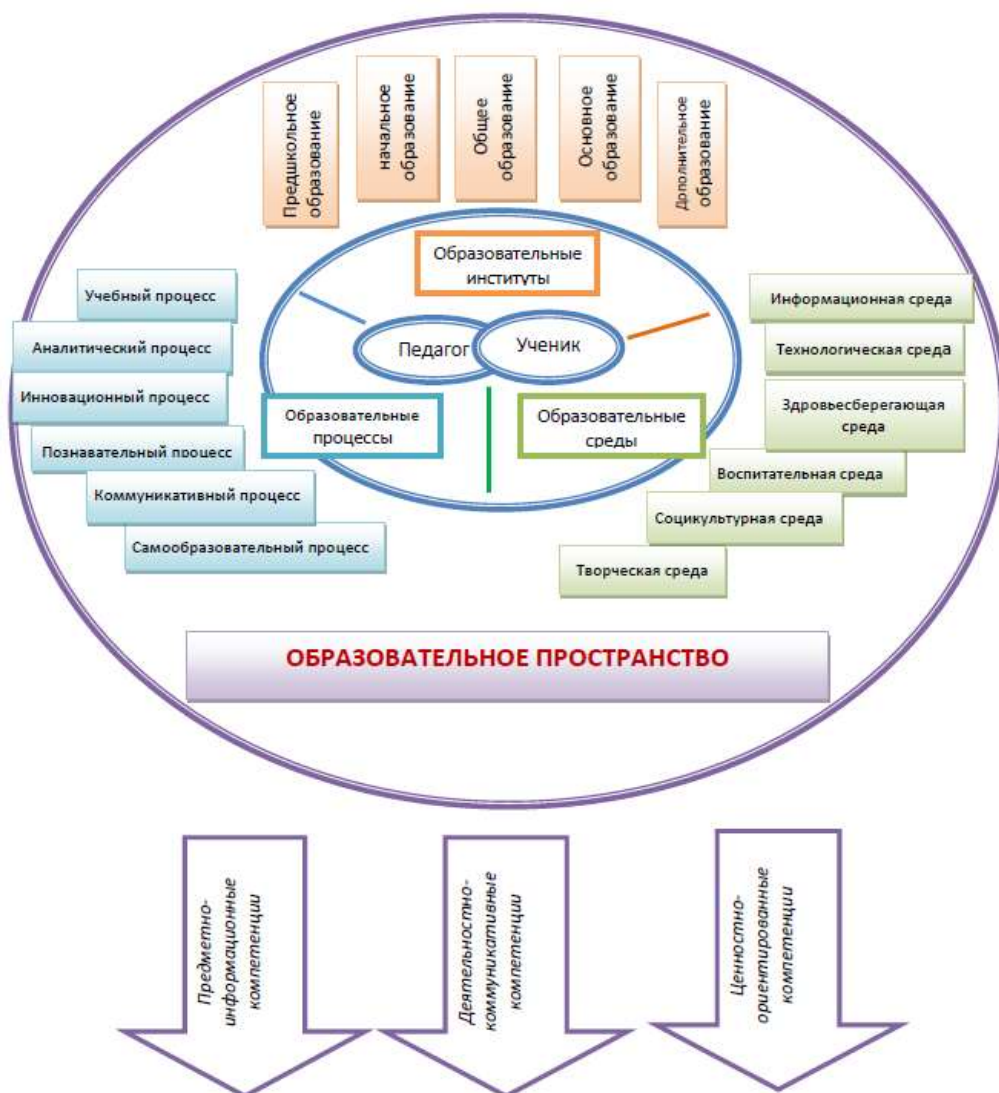 Предшкольное
образование
начальное
образование
Общее
образование
Основное
образование
Дополнительное
образование
Образовательные
институты
Педагог
Ученик
Образовательные
процессы
Образовательные
среды
Учебный процесс
Аналитический процесс
Инновационный процесс
Познавательный процесс
Коммуникативный процесс
Самообразовательный процесс
Информационная среда
Технологическая среда
Здровьесберегающая
среда
Воспитательная среда
Социкультурная среда
Творческая среда
ОБРАЗОВАТЕЛЬНОЕ ПРОСТРАНСТВО
Предметно-
информационные
компетенции
Деятельностно-
коммуникативные
компетенции
Ценностно-
ориентированные
компетенции